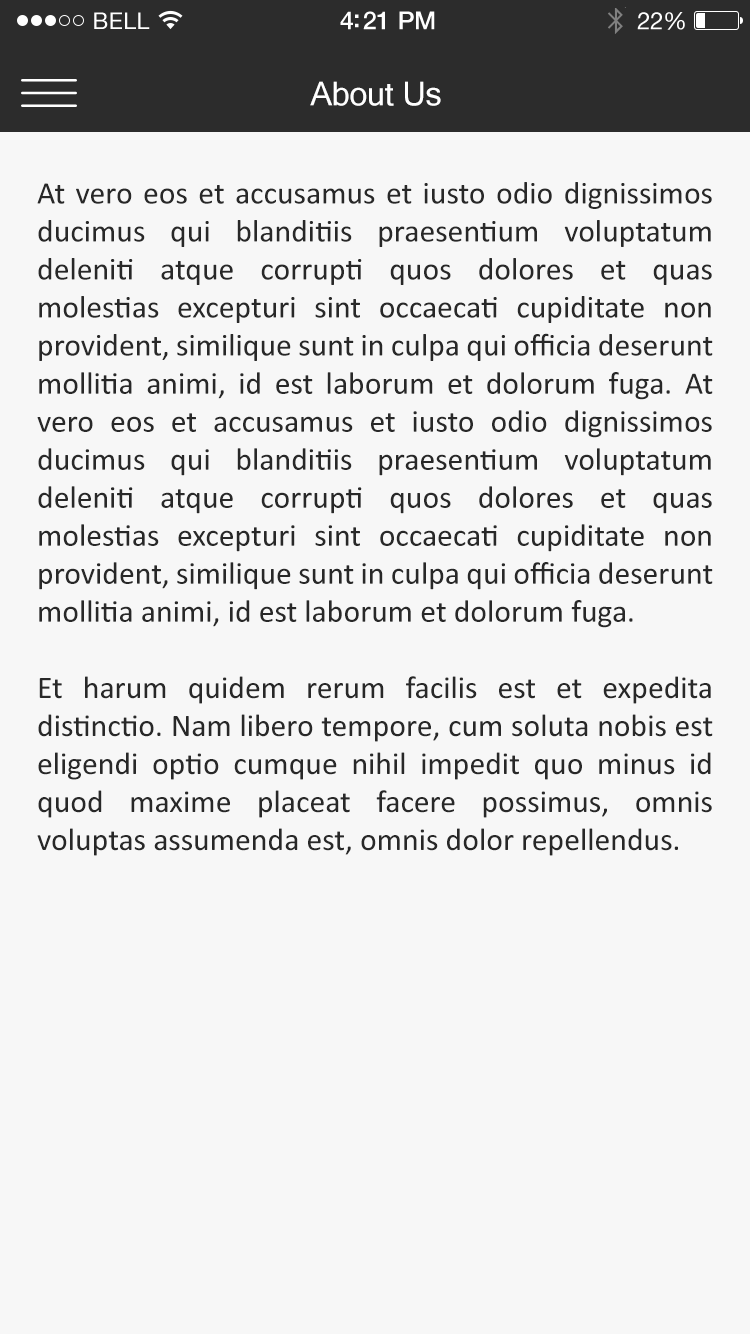 BELL 4:21 PM 22%
About Us
At vero eos et accusamus et iusto odio dignissimos
ducimus qui blanditiis praesentium voluptatum
deleniti atque corrupti quos dolores et quas
molestias excepturi sint occaecati cupiditate non
provident, similique sunt in culpa qui officia deserunt
mollitia animi, id est laborum et dolorum fuga. At
vero eos et accusamus et iusto odio dignissimos
ducimus qui blanditiis praesentium voluptatum
deleniti atque corrupti quos dolores et quas
molestias excepturi sint occaecati cupiditate non
provident, similique sunt in culpa qui officia deserunt
mollitia animi, id est laborum et dolorum fuga.
Et harum quidem rerum facilis est et expedita
distinctio. Nam libero tempore, cum soluta nobis est
eligendi optio cumque nihil impedit quo minus id
quod maxime placeat facere possimus, omnis
voluptas assumenda est, omnis dolor repellendus.